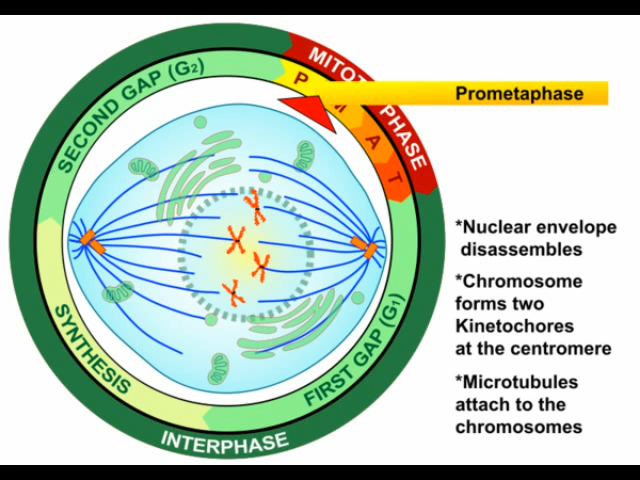 MITOT PHASE
P
M
A
T
Prometaphase
SECOND GAP (G2)
SYNTHESIS
FIRST GAP (G1)
INTERPHASE
*Nuclear envelope
disassembles
*Chromosome
forms two
Kinetochores
at the centromere
*Microtubules
attach to the
chromosomes